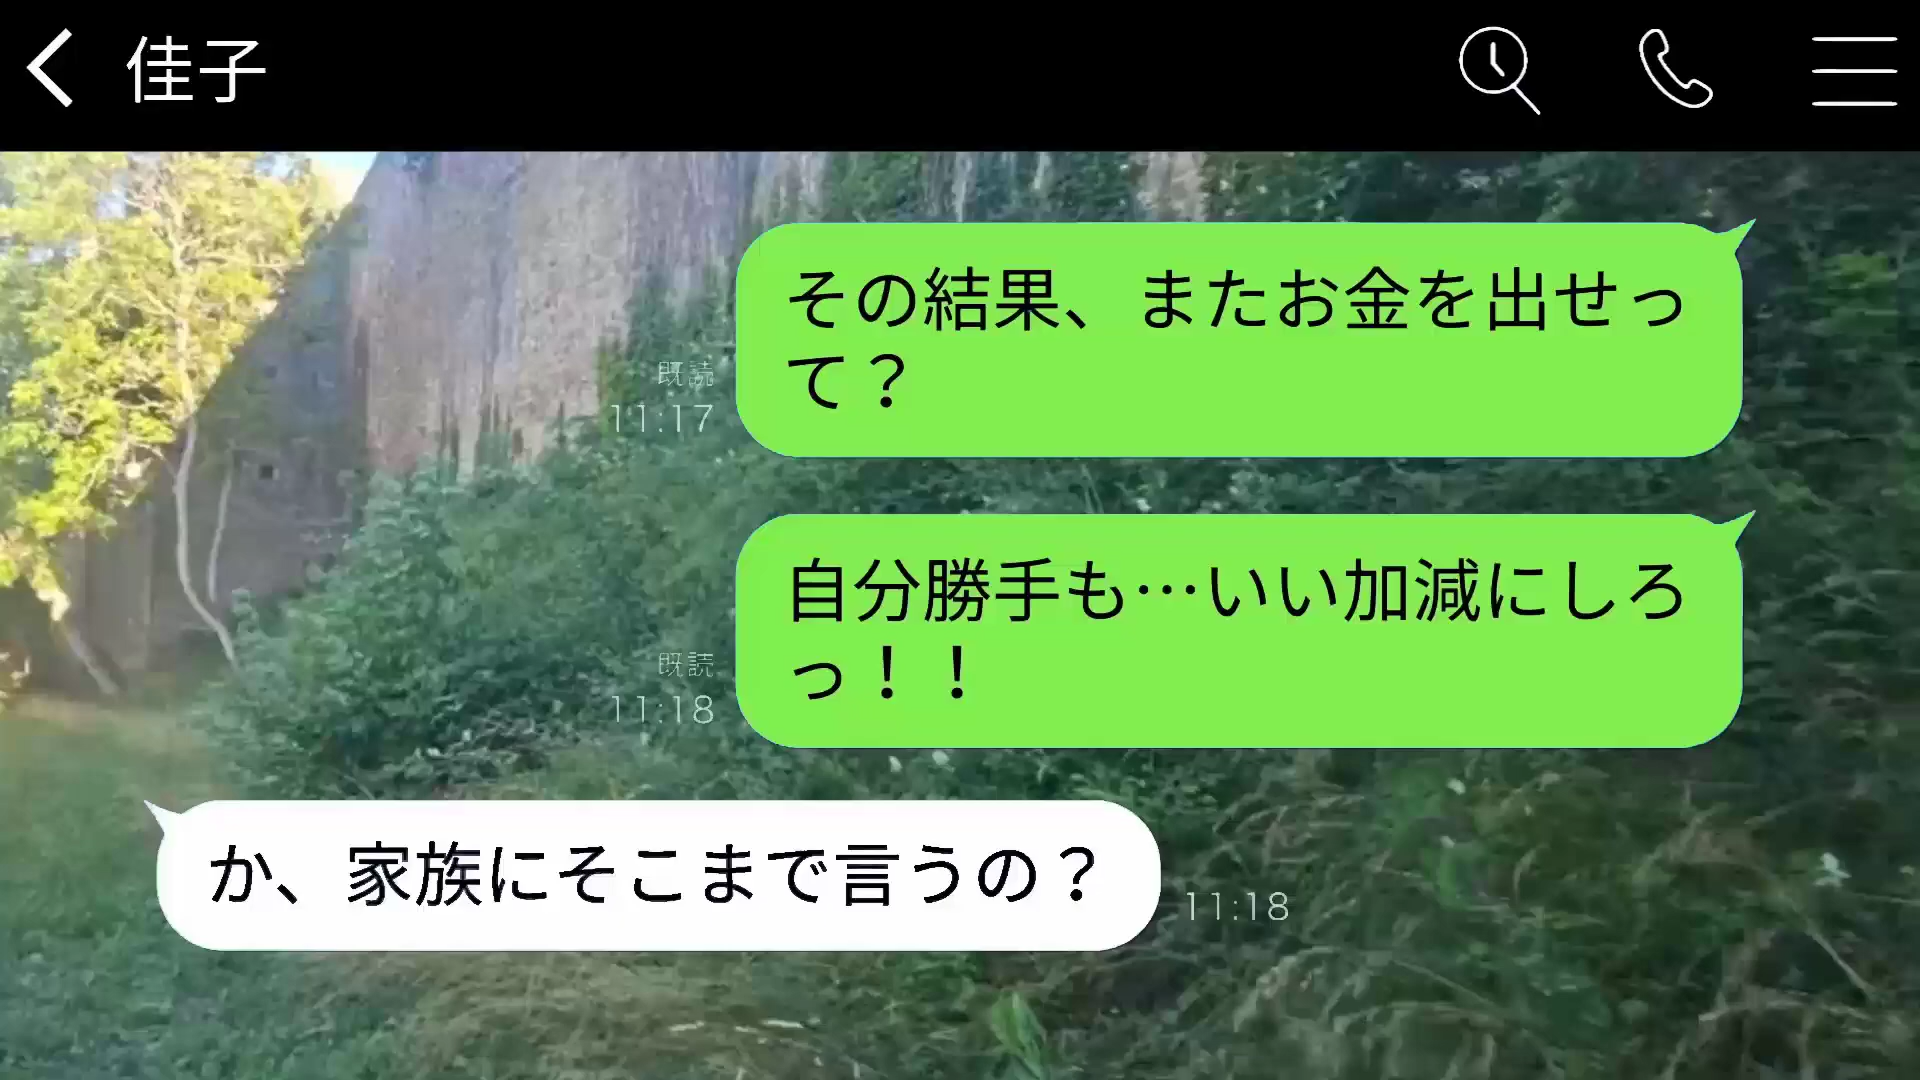 佳子
その結果、またお金を出せっ
て？
既読
11:17
自分勝手も…いい加減にしろ
っ！！
既読
11:18
か、家族にそこまで言うの？
11:18